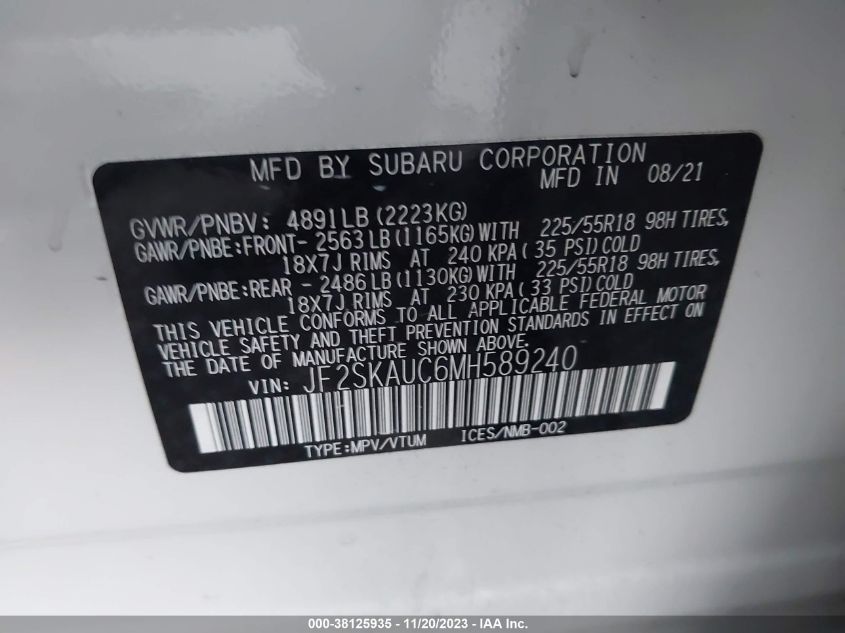 MFD BY SUBARU CORPORATION
MFD IN 08/21
GVWR/PNBV: 4891LB (2223KG)
GAWR/PNBE:FRONT- 2563LB(1165KG)WITH 225/55R18 98H TIRES,
18X7J RIMS AT 240 KPA( 35 PSI)COLD
GAWR/PNBE:REAR - 2486LB(1130KG)WITH 225/55R18 98H TIRES,
18X7J RIMS AT 230 KPA( 33 PSI)COLD
THIS VEHICLE CONFORMS TO ALL APPLICABLE FEDERAL MOTOR
VEHICLE SAFETY AND THEFT PREVENTION STANDARDS IN EFFECT ON
THE DATE OF MANUFACTURE SHOWN ABOVE.
VIN: JF2SKAUC6MH589240
TYPE:MPV/VTUM ICES/NMB-002
000-38125935 - 11/20/2023 - IAA Inc.